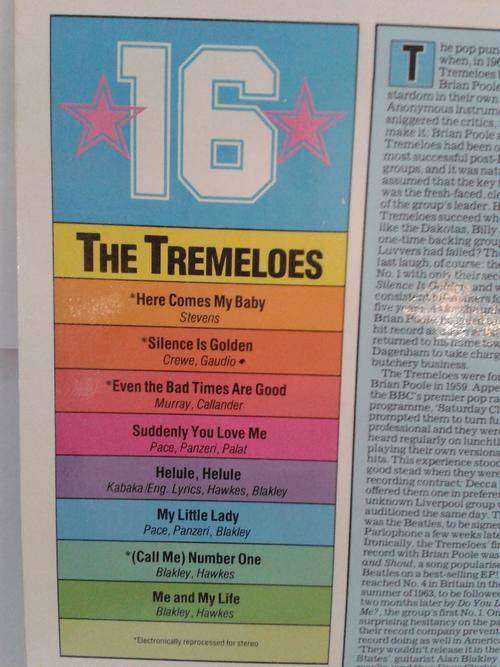 16
THE TREMELOES
*Here Comes My Baby
Stevens
*Silence Is Golden
Crewe, Gaudio
*Even the Bad Times Are Good
Murray, Callander
Suddenly You Love Me
Pace, Panzeri, Palat
Helule, Helule
Kabaka/Eng. Lyrics, Hawkes, Blakley
My Little Lady
Pace, Panzeri, Blakley
*(Call Me) Number One
Blakley, Hawkes
Me and My Life
Blakley, Hawkes
*Electronically reprocessed for stereo
The pop pun
when, in 196
Tremeloes
Brian Poole
stardom in their own
Anonymous instrum
sniggered the critics,
make it: Brian Poole
Tremeloes had been o
most successful post-
groups, and it was nat
assumed that the key
was the fresh-faced, cle
of the group's leader. H
Tremeloes succeed wh
like the Dakotas, Billy
one-time backing grou
Luvvers had failed? Th
last laugh, of course: th
No. 1 with only their sec
Silence Is Golden, and w
consistent
five years
Brian Poole
hit record as
returned to his home tow
Dagenham to take charg
butchery business.
The Tremeloes were for
Brian Poole in 1959. Appe
the BBC's premier pop ra
programme, 'Saturday Cl
prompted them to turn fu
professional and they wer
heard regularly on luncht
playing their own versions
hits. This experience stoo
good stead when they were
recording contract: Decca
offered them one in prefere
unknown Liverpool group w
auditioned the same day. T
was the Beatles, to be signe
Parlophone a few weeks late
Ironically, the Tremeloes' fir
record with Brian Poole was
and Shout, a song popularise
Beatles on a best-selling EP!
reached No. 4 in Britain in the
summer of 1963, to be followe
two months later by Do You L
Me?, the group's first No. 1. On
surprising hesitancy on the pa
their record company prevent
record doing as well in Americ
'They wouldn't release it in the
States', guitarist Alan Blakley